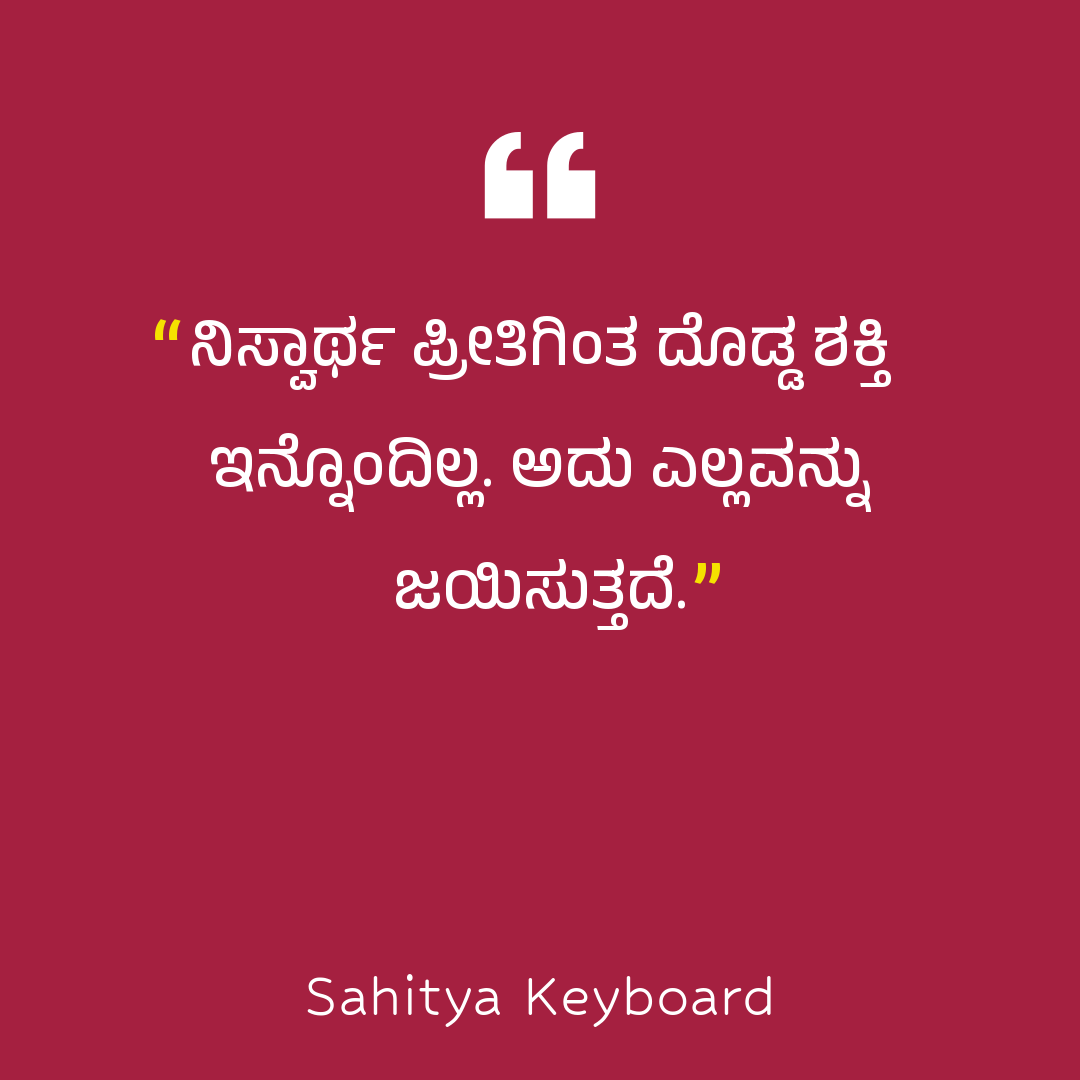 “ನಿಸ್ವಾರ್ಥ ಪ್ರೀತಿಗಿಂತ ದೊಡ್ಡ ಶಕ್ತಿ
ಇನ್ನೊಂದಿಲ್ಲ. ಅದು ಎಲ್ಲವನ್ನು
ಜಯಿಸುತ್ತದೆ.”
Sahitya Keyboard